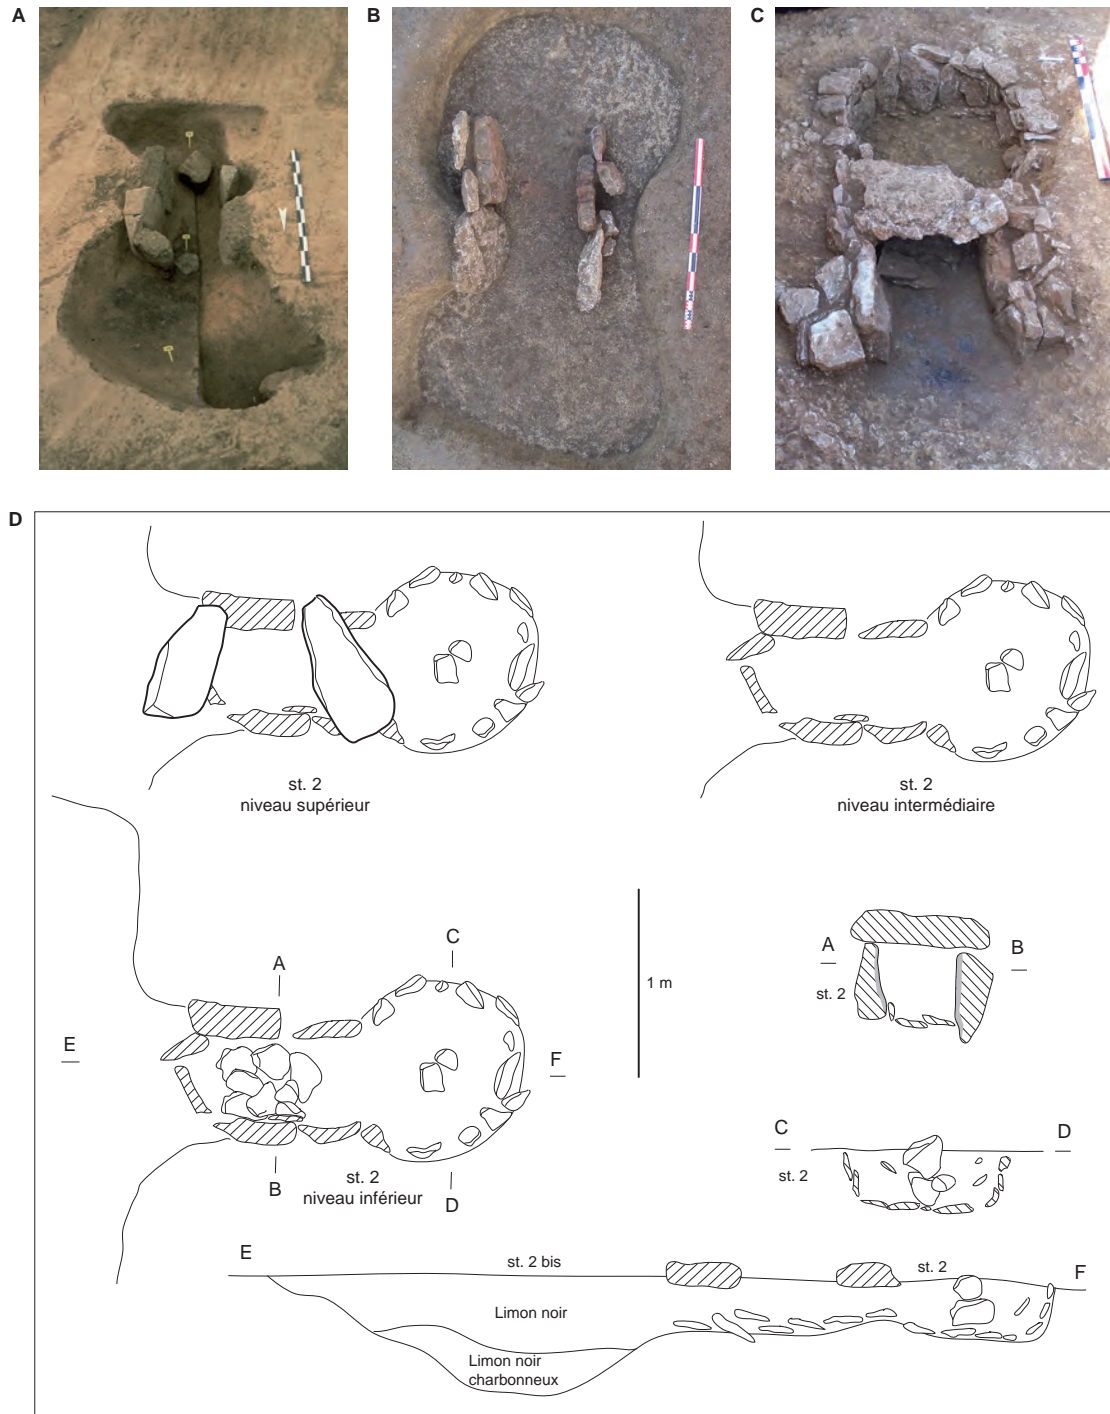 A
B
C
D
st. 2
niveau supérieur
st. 2
niveau intermédiaire
C
A
E
F
B
D
st. 2
niveau inférieur
1 m
A
B
st. 2
C
D
st. 2
E
st. 2 bis
st. 2
F
Limon noir
Limon noir
charbonneux